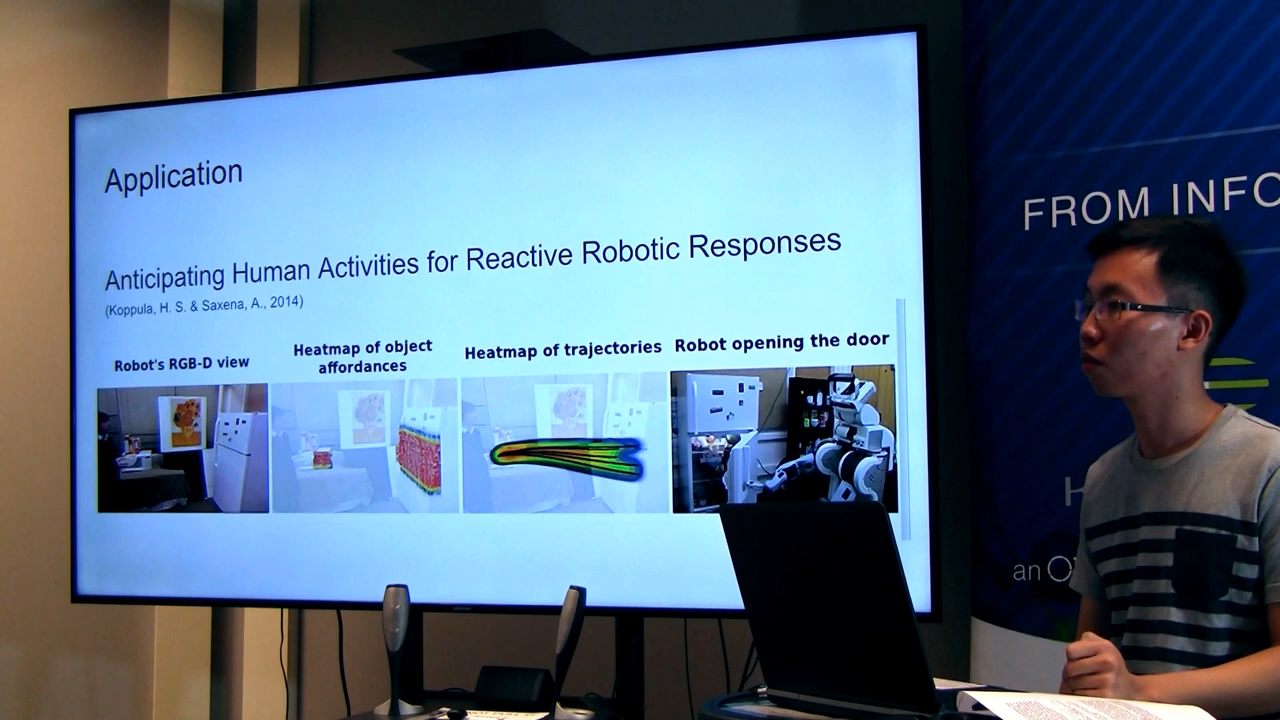 Application
Anticipating Human Activities for Reactive Robotic Responses
(Koppula, H. S. & Saxena, A., 2014)
Robot's RGB-D view
Heatmap of object
affordances
Heatmap of trajectories
Robot opening the door
FROM INFO
an